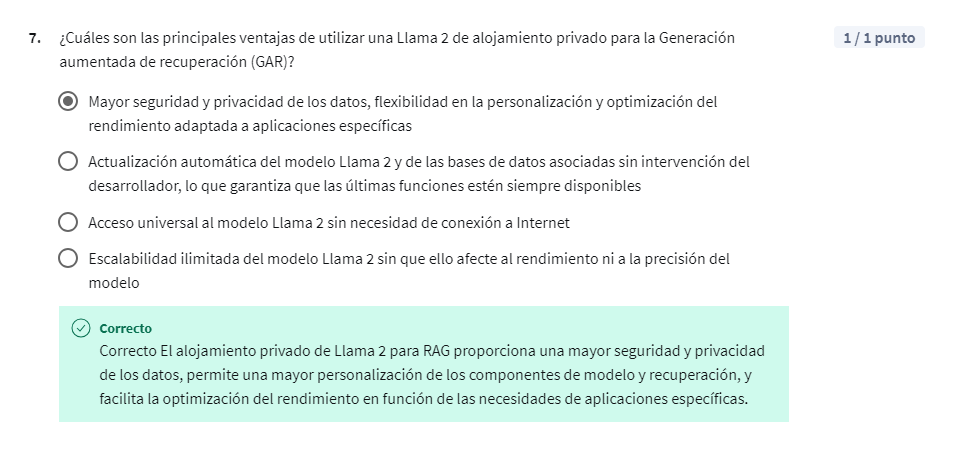 7. ¿Cuáles son las principales ventajas de utilizar una Llama 2 de alojamiento privado para la Generación
1 / 1 punto
aumentada de recuperación (GAR)?
Mayor seguridad y privacidad de los datos, flexibilidad en la personalización y optimización del
rendimiento adaptada a aplicaciones específicas
Actualización automática del modelo Llama 2 y de las bases de datos asociadas sin intervención del
desarrollador, lo que garantiza que las últimas funciones estén siempre disponibles
Acceso universal al modelo Llama 2 sin necesidad de conexión a Internet
Escalabilidad ilimitada del modelo Llama 2 sin que ello afecte al rendimiento ni a la precisión del
modelo
Correcto
Correcto El alojamiento privado de Llama 2 para RAG proporciona una mayor seguridad y privacidad
de los datos, permite una mayor personalización de los componentes de modelo y recuperación, y
facilita la optimización del rendimiento en función de las necesidades de aplicaciones específicas.